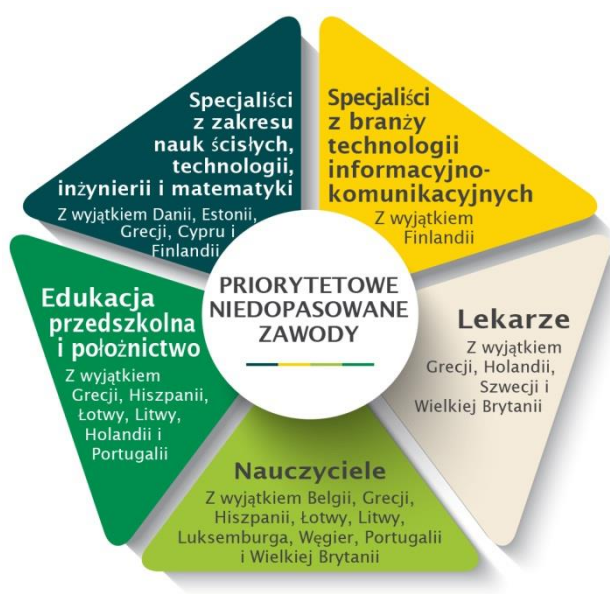 Specjaliści
z zakresu
nauk ścisłych,
technologii,
inżynierii i matematyki
Z wyjątkiem Danii, Estonii,
Grecji, Cypru i
Finlandii
Specjaliści
z branży
technologii
informacyjno-
komunikacyjnych
Z wyjątkiem
Finlandii
PRIORYTETOWE
NIEDOPASOWANE
ZAWODY
Edukacja
przedszkolna
i położnictwo
Z wyjątkiem
Grecji, Hiszpanii,
Łotwy, Litwy,
Holandii i
Portugalii
Lekarze
Z wyjątkiem
Grecji, Holandii,
Szwecji i
Wielkiej Brytanii
Nauczyciele
Z wyjątkiem Belgii, Grecji,
Hiszpanii, Łotwy, Litwy,
Luksemburga, Węgier, Portugalii
i Wielkiej Brytanii